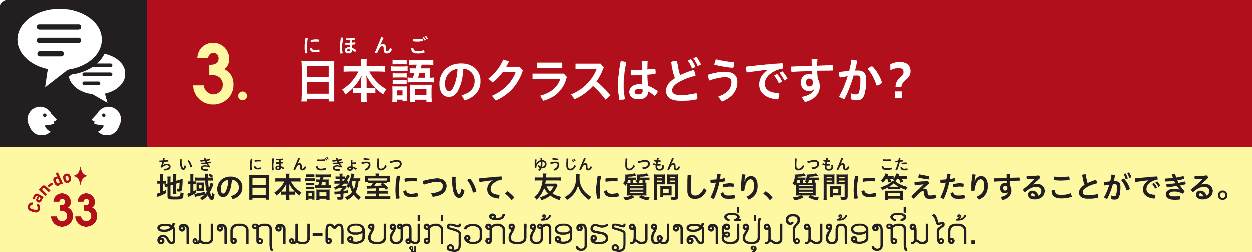 にほんご
3. 日本語のクラスはどうですか？
ちいき にほんごきょうしつ ゆうじん しつもん しつもん こた
Can-do 33
地域の日本語教室について、友人に質問したり、質問に答えたりすることができる。
ສາມາດຖາມ-ຕອບໝູ່ກ່ຽວກັບຫ້ອງຮຽນພາສາຍີ່ປຸ່ນໃນທ້ອງຖິ່ນໄດ້.